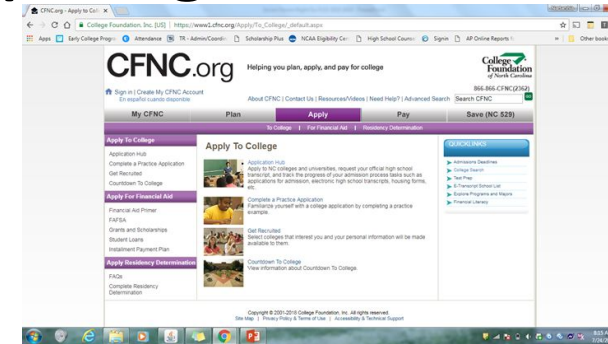 CFNC.org - Apply to Coll
College Foundation, Inc. [US] | https://www1.cfnc.org/Apply/To_College/_default.aspx
Apps
Early College Progre
Attendance
TR - Admin/Coordin
Scholarship Plus
NCAA Eligibility Cen
High School Counse
Signin
AP Online Reports f
Other book
CFNC.org
Helping you plan, apply, and pay for college
College
Foundation
of North Carolina
Sign in | Create My CFNC Account
866-866-CFNC(2362)
En español cuando disponible
About CFNC | Contact Us | Resources/Videos | Need Help? | Advanced Search
Search CFNC
My CFNC
Plan
Apply
Pay
Save (NC 529)
To College | For Financial Aid | Residency Determination
Apply To College
Application Hub
Complete a Practice Application
Get Recruited
Countdown To College
Apply For Financial Aid
Financial Aid Primer
FAFSA
Grants and Scholarships
Student Loans
Installment Payment Plan
Apply Residency Determination
FAQs
Complete Residency
Determination
Apply To College
Application Hub
Apply to NC colleges and universities, request your official high school
transcript, and track the progress of your admission process tasks such as
applications for admission, electronic high school transcripts, housing forms,
etc.
Complete a Practice Application
Familiarize yourself with a college application by completing a practice
example.
Get Recruited
Select colleges that interest you and your personal information will be made
available to them.
Countdown To College
View information about Countdown To College.
QUICKLINKS
Admissions Deadlines
College Search
Test Prep
E-Transcript School List
Explore Programs and Majors
Financial Literacy
Copyright © 2001-2018 College Foundation, Inc. All rights reserved.
Site Map | Privacy Policy & Terms of Use | Accessibility & Technical Support
8:15 A